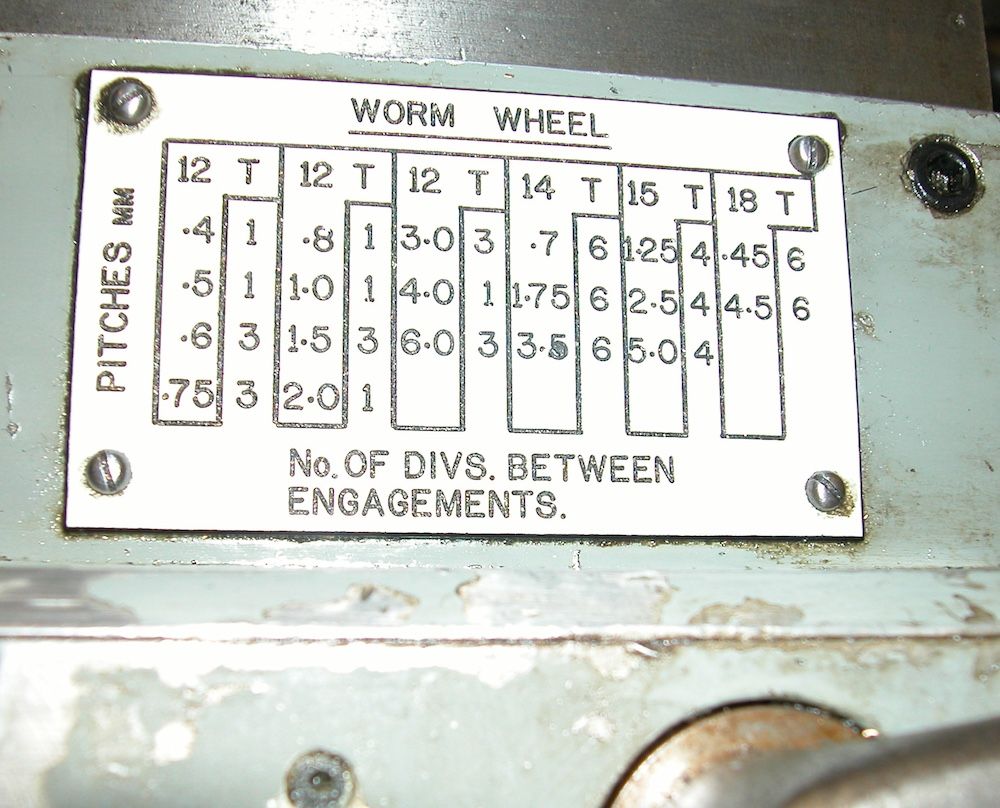 WORM WHEEL
PITCHES MM
12 T 12 T 12 T 14 T 15 T 18 T
.4 1 .8 1 3.0 3 .7 6 1.25 4 .45 6
.5 1 1.0 1 4.0 1 1.75 6 2.5 4 4.5 6
.6 3 1.5 3 6.0 3 3.5 6 5.0 4
.75 3 2.0 1
No. OF DIVS. BETWEEN
ENGAGEMENTS.